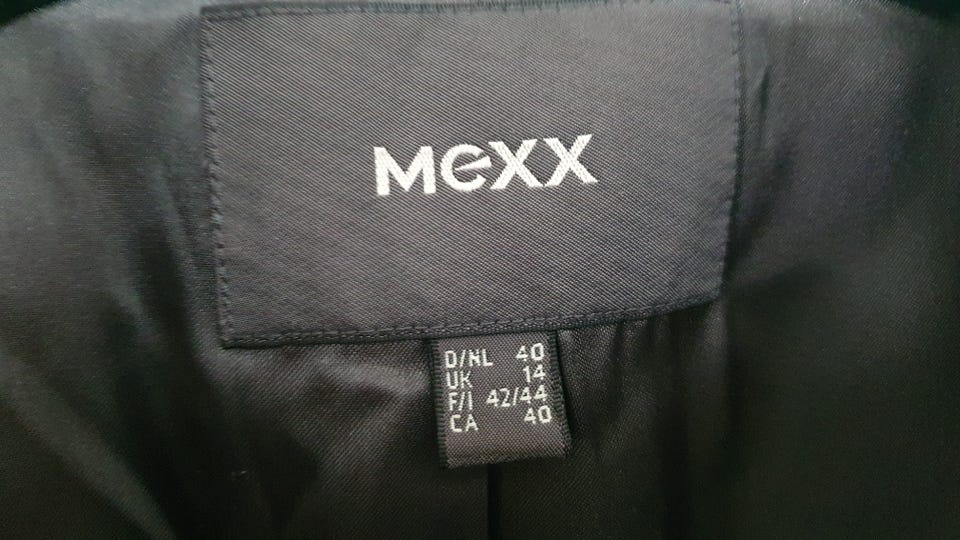 Mexx
D/NL 40
UK 14
F/I 42/44
CA 40